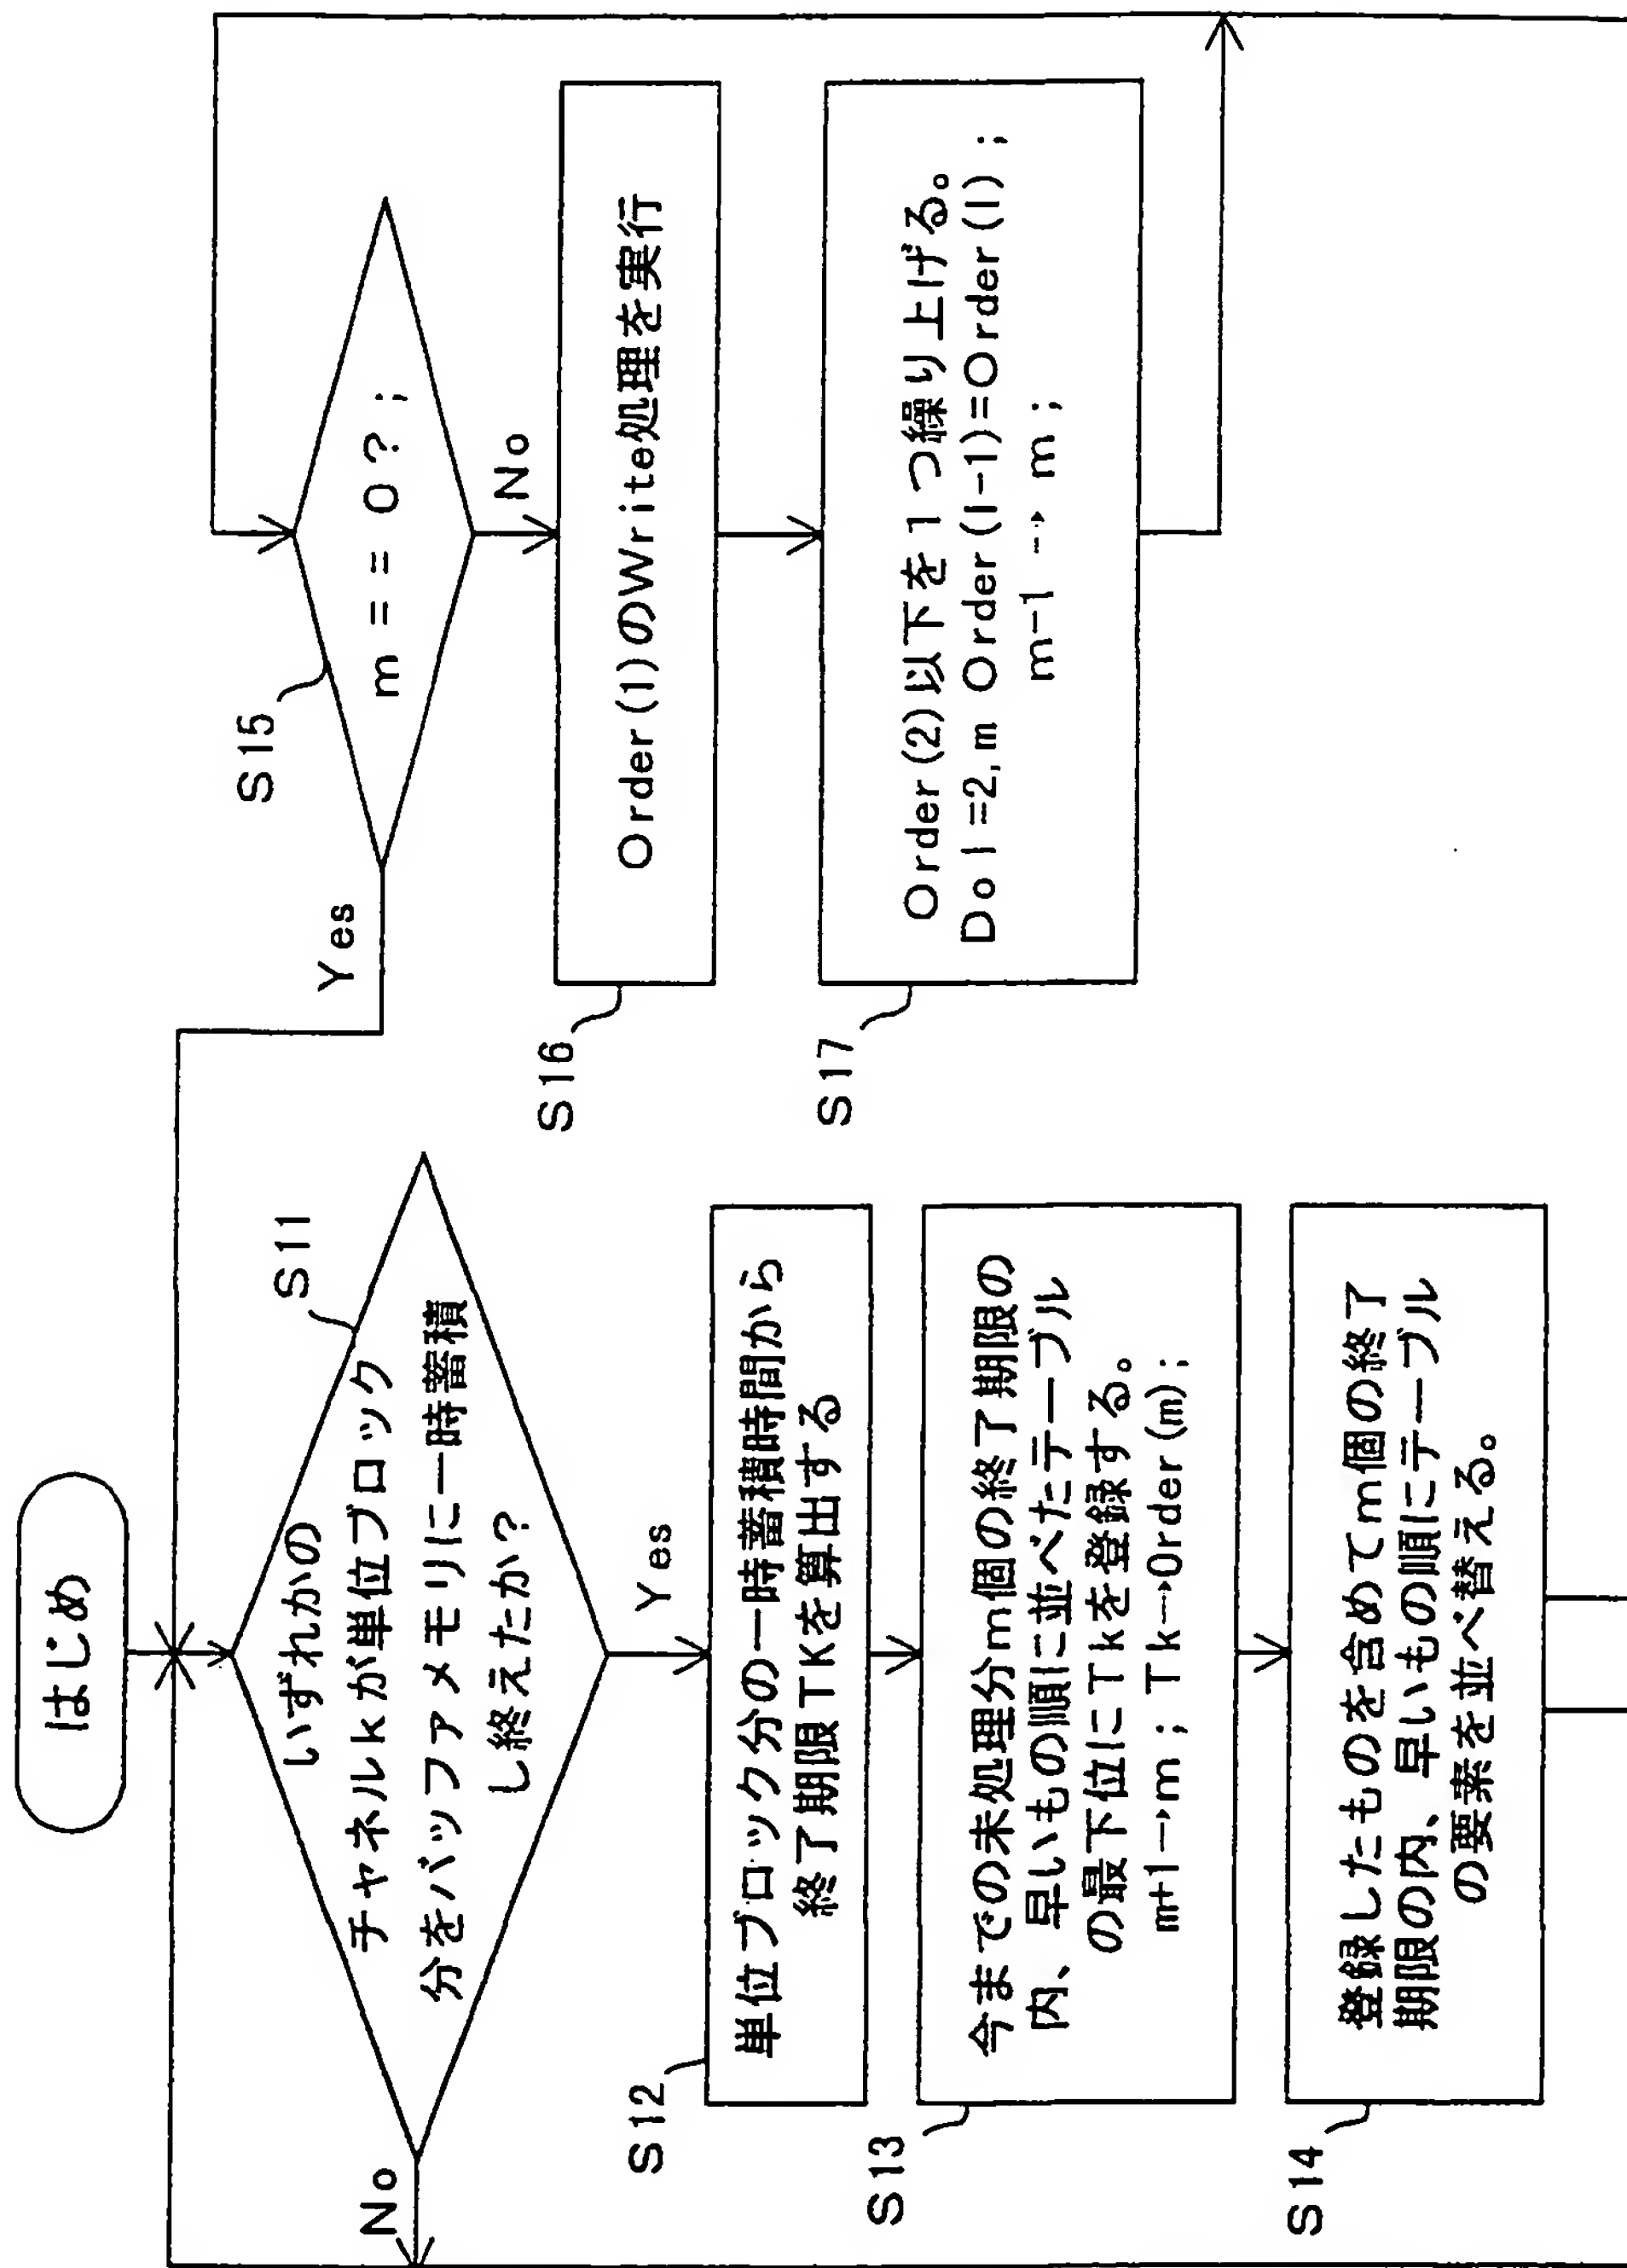 はじめ
S11
いずれかの
チャネルkが単位ブロック
分をバッファメモリに一時蓄積
し終えたか?
No
Yes
S12
単位ブロック分の一時蓄積時間から
終了期限TKを算出する
S13
今までの未処理分m個の終了期限の
内、早いものの順に並べたテーブル
の最下位にTkを登録する。
m+1→m; Tk→Order(m);
S14
登録したものを含めてm個の終了
期限の内、早いもの順にテーブル
の要素を並べ替える。
S15
m==0?;
Yes
No
S16
Order(1)のWrite処理を実行
S17
Order(2)以下を1つ繰り上げる。
Do l=2,m Order(l-1)=Order(l);
m-1→m;